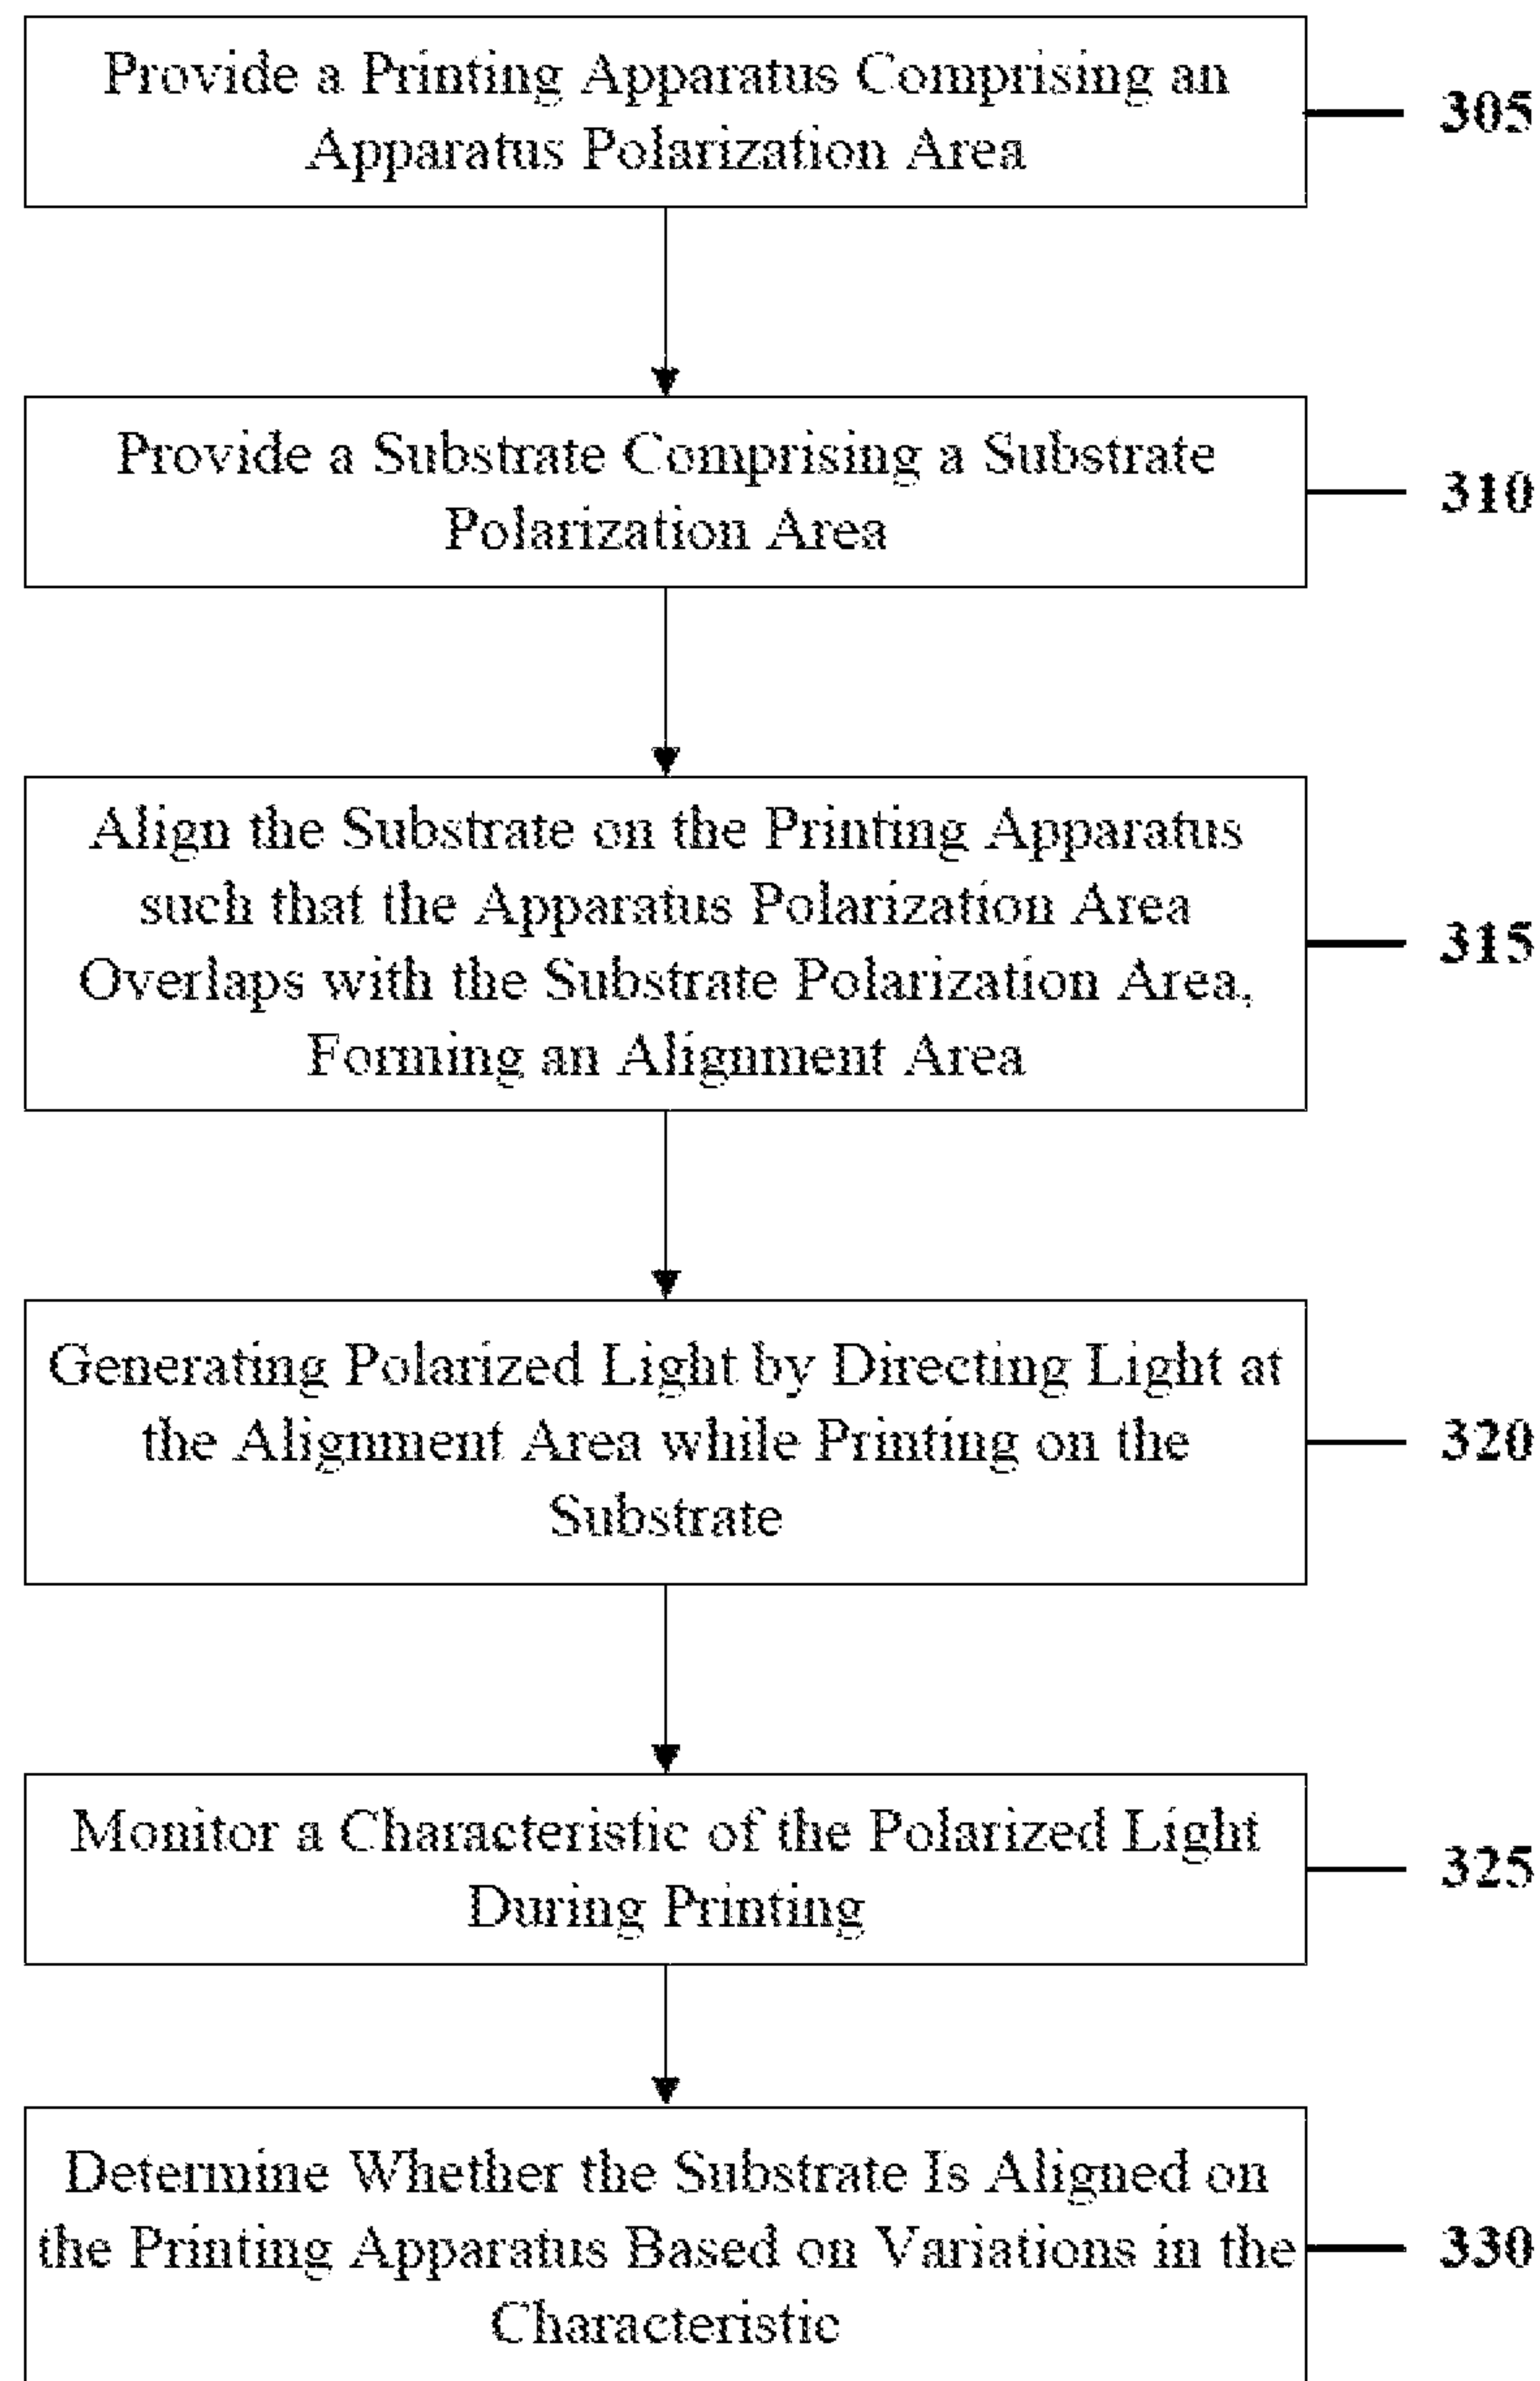 Provide a Printing Apparatus Comprising an
Apparatus Polarization Area
305
Provide a Substrate Comprising a Substrate
Polarization Area
310
Align the Substrate on the Printing Apparatus
such that the Apparatus Polarization Area
Overlaps with the Substrate Polarization Area,
Forming an Alignment Area
315
Generating Polarized Light by Directing Light at
the Alignment Area while Printing on the
Substrate
320
Monitor a Characteristic of the Polarized Light
During Printing
325
Determine Whether the Substrate Is Aligned on
the Printing Apparatus Based on Variations in the
Characteristic
330